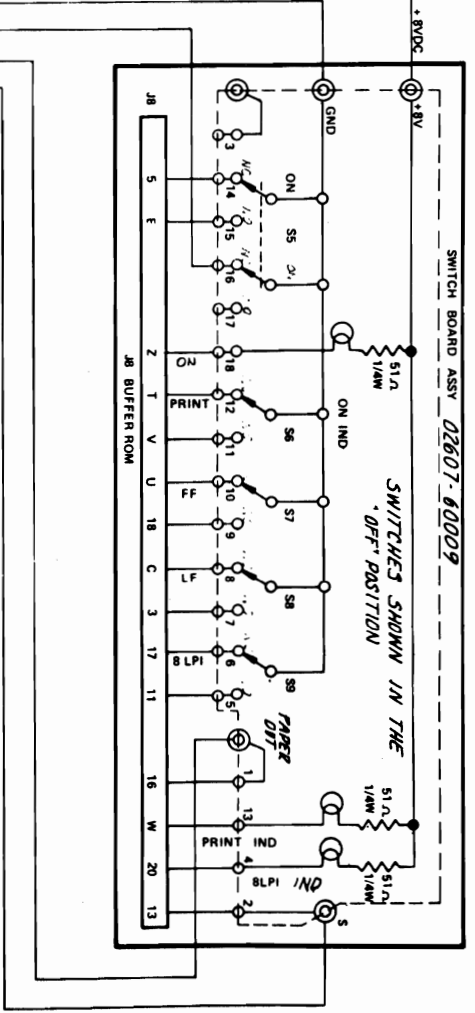 + 8VDC
+8V
GND
SWITCH BOARD ASSY 02607-60009
SWITCHES SHOWN IN THE
"OFF" POSITION
J8
J8 BUFFER ROM
3
5
14
NC
ON
S5
E
15
16
17
Z
ON
18
51Ω
1/4W
ON IND
T
PRINT
12
S6
V
11
U
FF
10
S7
18
9
C
LF
8
S8
3
7
17
8 LPI
6
S9
11
5
PAPER
OUT
16
1
W
13
PRINT IND
51Ω
1/4W
20
4
8LPI IND
51Ω
1/4W
13
2
S